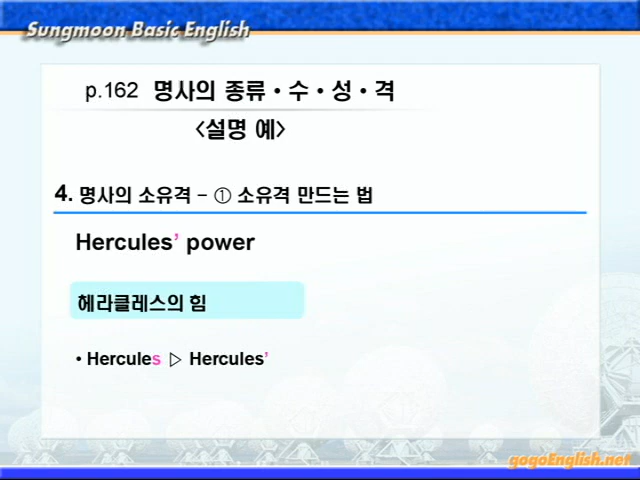 Sungmoon Basic English
p.162 명사의 종류 • 수 • 성 • 격
<설명 예>
4. 명사의 소유격 - ① 소유격 만드는 법
Hercules’ power
헤라클레스의 힘
• Hercules ▷ Hercules’
gogoEnglish.net